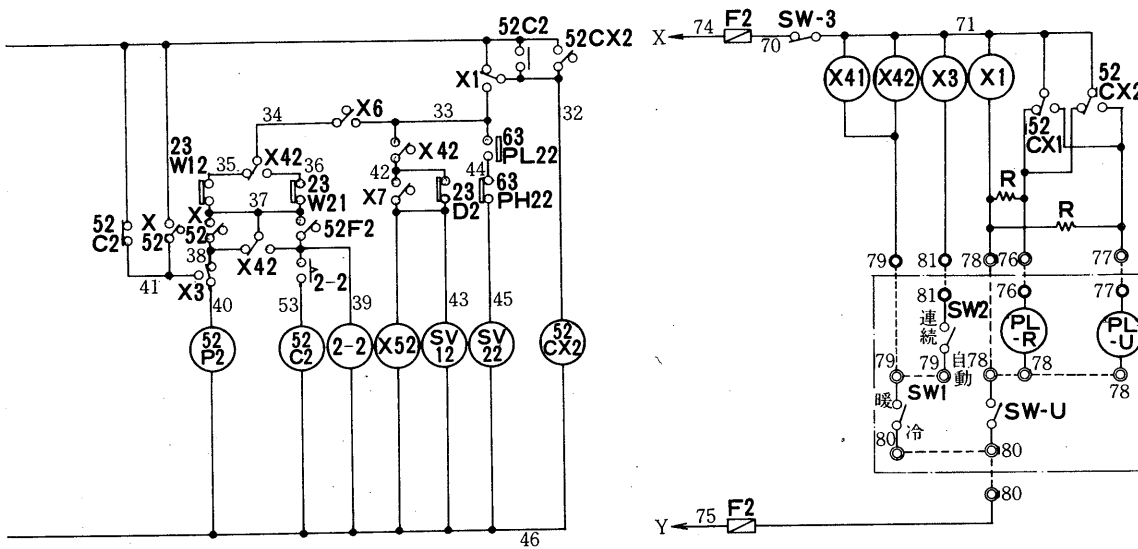 52C2
52CX2
X1
X6
34
33
32
X42
42
X7
63
PL22
44
63
PH22
23
D2
23
W12
35
X42
36
23
W21
37
52
C2
X
52
X
52
52F2
38
X42
41
X3
2-2
40
53
39
43
45
52
P2
52
C2
2-2
X52
SV
12
SV
22
52
CX2
46
X
74
F2
SW-3
70
71
X41
X42
X3
X1
52
CX2
52
CX1
R
R
79
81
78
76
77
81
SW2
連続
自動
76
77
PL
-R
PL
-U
79
79
78
78
78
暖
SW1
冷
SW-U
80
80
80
Y
75
F2